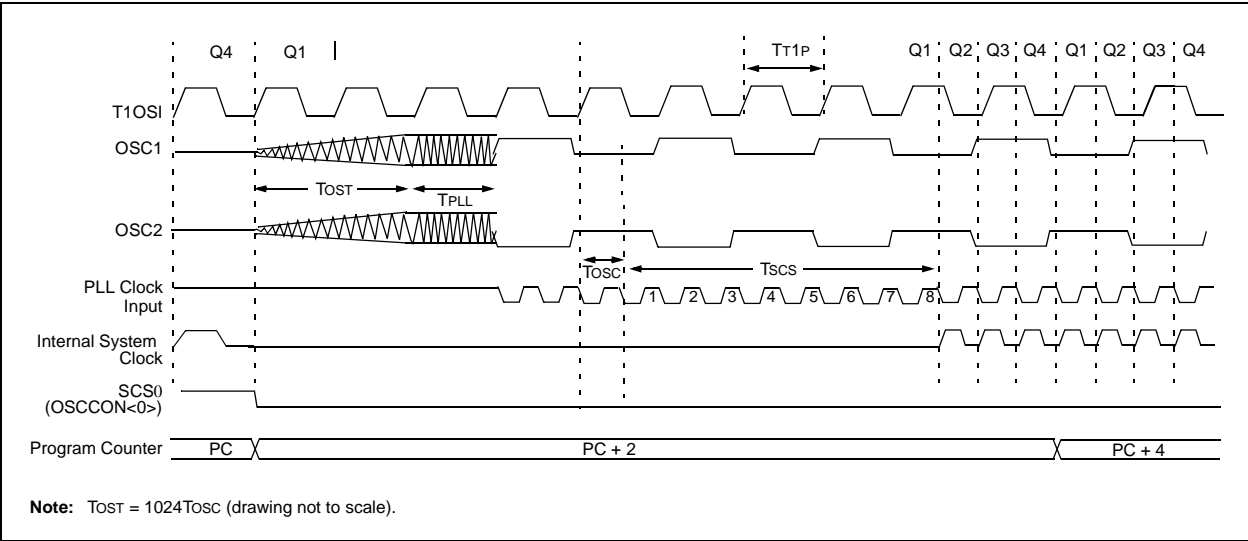 Q4 Q1 TT1P Q1 Q2 Q3 Q4 Q1 Q2 Q3 Q4
T1OSI
OSC1
TOST TPLL
OSC2
TOSC TSCS
PLL Clock
Input
1 2 3 4 5 6 7 8
Internal System
Clock
SCS0
(OSCCON<0>)
Program Counter PC PC + 2 PC + 4
Note: TOST = 1024TOSC (drawing not to scale).